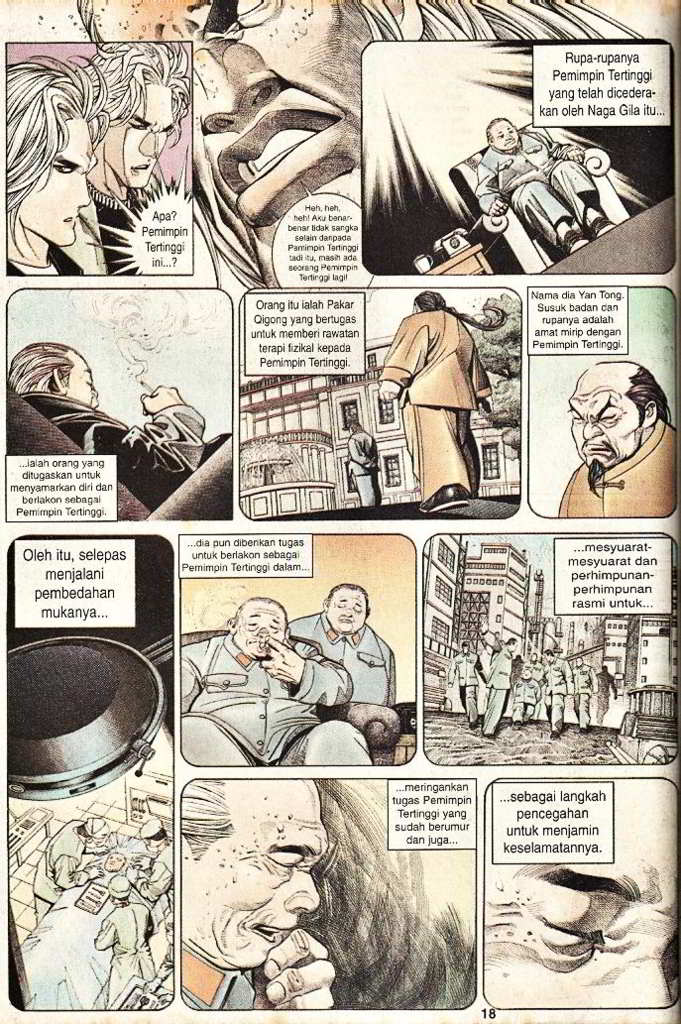 Apa?
Pemimpin
Tertinggi
ini...?
Heh, heh,
heh! Aku benar-
benar tidak sangka
selain daripada
Pemimpin Tertinggi
tadi itu, masih ada
seorang Pemimpin
Tertinggi lagi!
Rupa-rupanya
Pemimpin Tertinggi
yang telah dicedera-
kan oleh Naga Gila itu...
...ialah orang yang
ditugaskan untuk
menyamarkan diri dan
berlakon sebagai
Pemimpin Tertinggi.
Orang itu ialah Pakar
Qigong yang bertugas
untuk memberi rawatan
terapi fizikal kepada
Pemimpin Tertinggi.
Nama dia Yan Tong.
Susuk badan dan
rupanya adalah
amat mirip dengan
Pemimpin Tertinggi.
Oleh itu, selepas
menjalani
pembedahan
mukanya...
...dia pun diberikan tugas
untuk berlakon sebagai
Pemimpin Tertinggi dalam...
...mesyuarat-
mesyuarat dan
perhimpunan-
perhimpunan
rasmi untuk...
...meringankan
tugas Pemimpin
Tertinggi yang
sudah berumur
dan juga...
...sebagai langkah
pencegahan
untuk menjamin
keselamatannya.
18